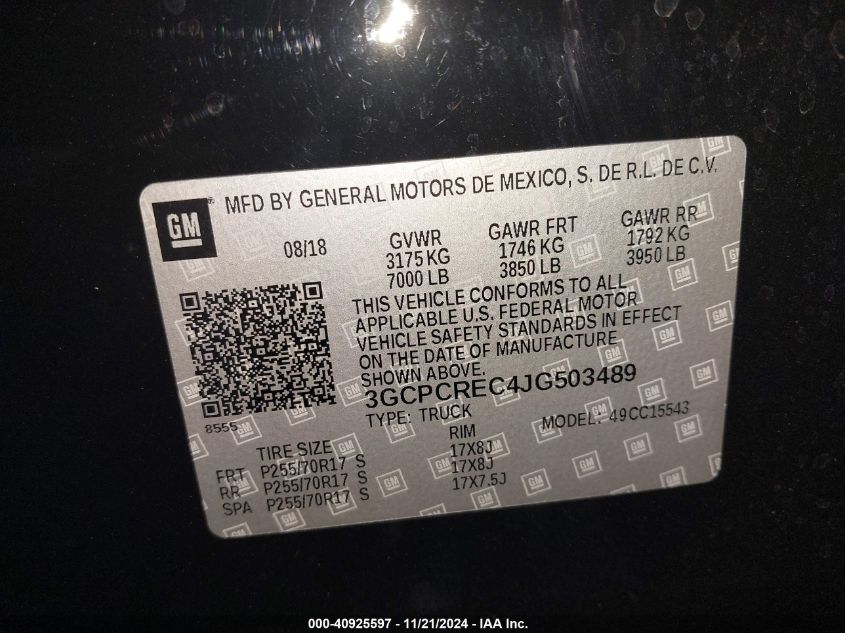 GM
MFD BY GENERAL MOTORS DE MEXICO, S. DE R.L. DE C.V.
08/18 GVWR GAWR FRT GAWR RR
3175 KG 1746 KG 1792 KG
7000 LB 3850 LB 3950 LB
THIS VEHICLE CONFORMS TO ALL
APPLICABLE U.S. FEDERAL MOTOR
VEHICLE SAFETY STANDARDS IN EFFECT
ON THE DATE OF MANUFACTURE
SHOWN ABOVE.
3GCPCREC4JG503489
8555
TYPE: TRUCK MODEL: 49CC15543
TIRE SIZE RIM
FRT P255/70R17 S 17X8J
RR P255/70R17 S 17X8J
SPA P255/70R17 S 17X7.5J
000-40925597 - 11/21/2024 - IAA Inc.